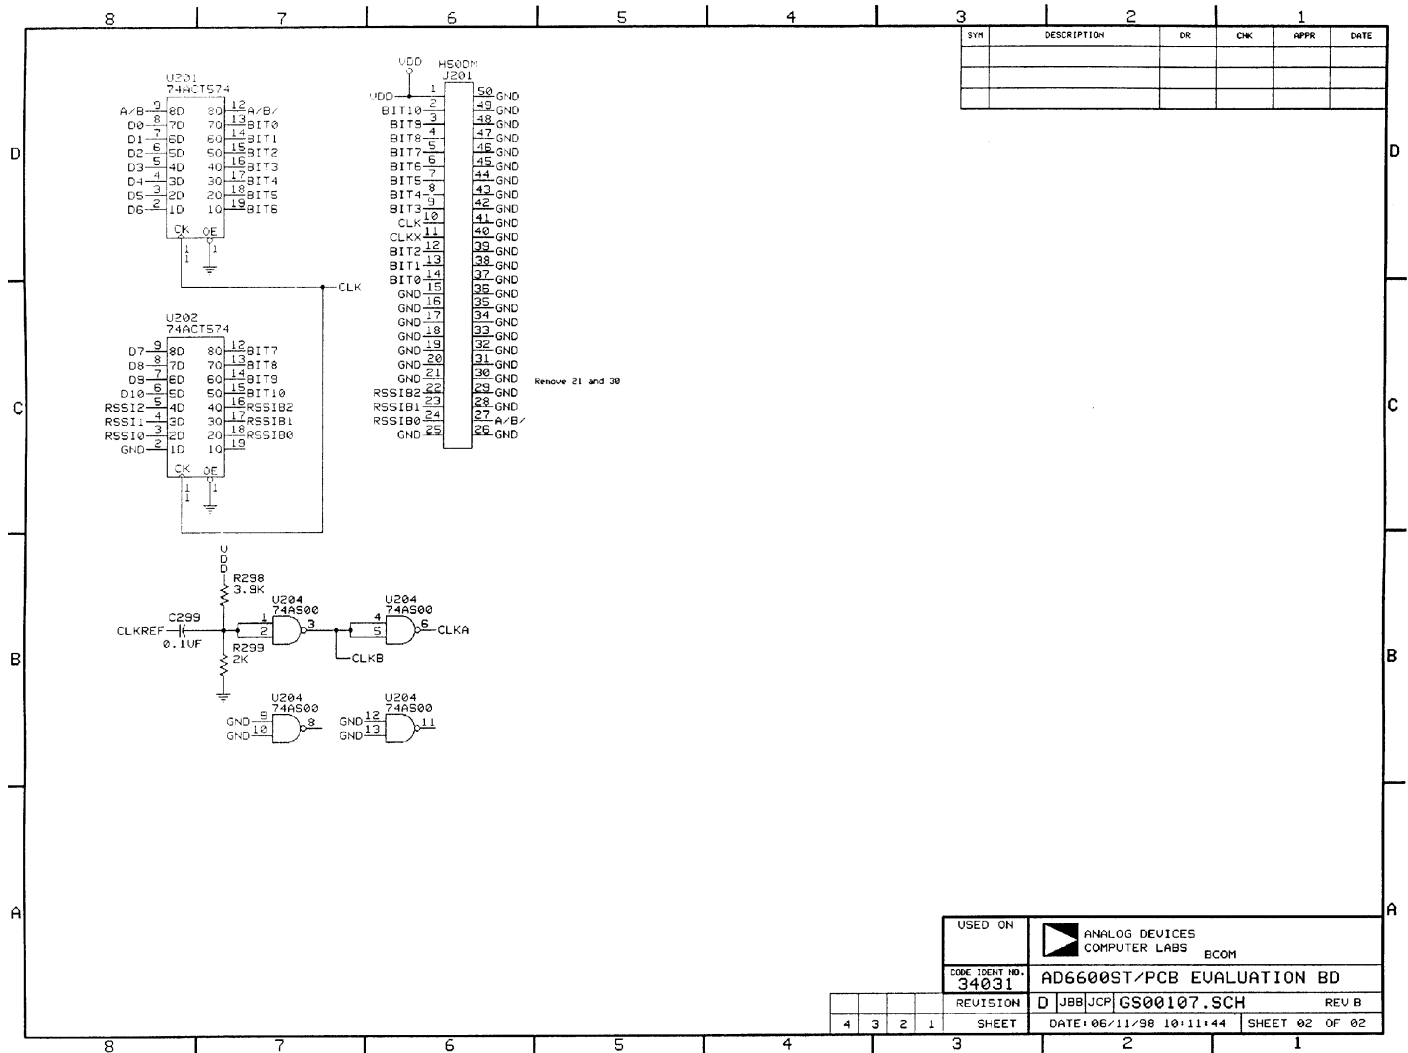 8 7 6 5 4 3 2 1
SYM DESCRIPTION DR CHK APPR DATE
D
D
U201
74ACT574
A/B 9 8D 8Q 12 A/B/
D0 8 7D 7Q 13 BIT0
D1 7 6D 6Q 14 BIT1
D2 6 5D 5Q 15 BIT2
D3 5 4D 4Q 16 BIT3
D4 4 3D 3Q 17 BIT4
D5 3 2D 2Q 18 BIT5
D6 2 1D 1Q 19 BIT6
CK OE
11 1
CLK
VDD H50DM
J201
VDD 1 50 GND
BIT10 2 49 GND
BIT9 3 48 GND
BIT8 4 47 GND
BIT7 5 46 GND
BIT6 6 45 GND
BIT5 7 44 GND
BIT4 8 43 GND
BIT3 9 42 GND
CLK 10 41 GND
CLKX 11 40 GND
BIT2 12 39 GND
BIT1 13 38 GND
BIT0 14 37 GND
GND 15 36 GND
GND 16 35 GND
GND 17 34 GND
GND 18 33 GND
GND 19 32 GND
GND 20 31 GND
GND 21 30 GND
RSSIB2 22 29 GND
RSSIB1 23 28 GND
RSSIB0 24 27 A/B/
GND 25 26 GND
Remove 21 and 30
C
C
U202
74ACT574
D7 9 8D 8Q 12 BIT7
D8 8 7D 7Q 13 BIT8
D9 7 6D 6Q 14 BIT9
D10 6 5D 5Q 15 BIT10
RSSI2 5 4D 4Q 16 RSSIB2
RSSI1 4 3D 3Q 17 RSSIB1
RSSI0 3 2D 2Q 18 RSSIB0
GND 2 1D 1Q 19
CK OE
11 1
VDD
R298
3.9K
CLKREF C299
0.1UF
R299
2K
U204
74AS00
1
2
3
CLKB
U204
74AS00
4
5
6 CLKA
B
B
U204
74AS00
GND 9
GND 10
8
U204
74AS00
GND 12
GND 13
11
A
A
USED ON
ANALOG DEVICES
COMPUTER LABS BCOM
CODE IDENT NO.
34031
AD6600ST/PCB EVALUATION BD
REVISION D JBB JCP GS00107.SCH REV B
4 3 2 1 SHEET DATE:06/11/98 10:11:44 SHEET 02 OF 02
8 7 6 5 4 3 2 1